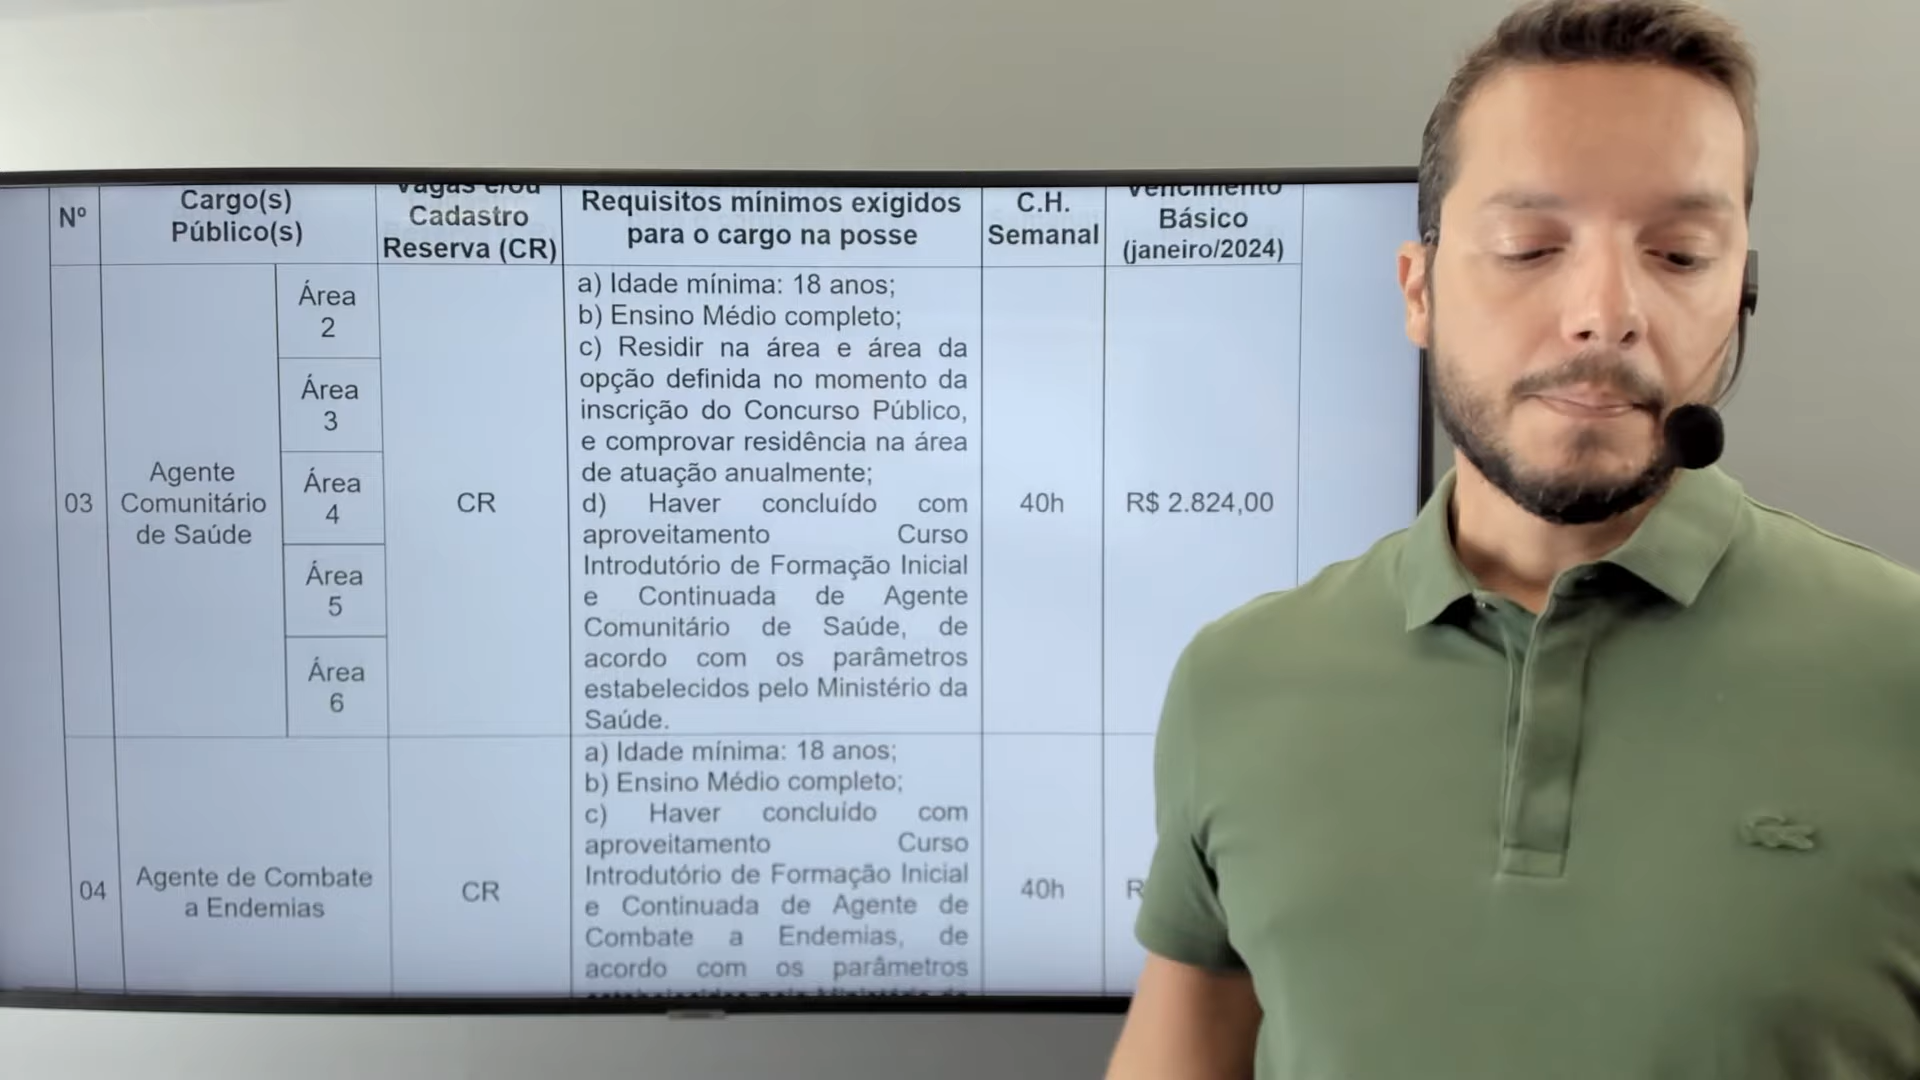 Nº
Cargo(s)
Público(s)
Vagas e/ou
Cadastro
Reserva (CR)
Requisitos mínimos exigidos
para o cargo na posse
C.H.
Semanal
Vencimento
Básico
(janeiro/2024)
03
Agente
Comunitário
de Saúde
Área
2
Área
3
Área
4
Área
5
Área
6
CR
a) Idade mínima: 18 anos;
b) Ensino Médio completo;
c) Residir na área e área da
opção definida no momento da
inscrição do Concurso Público,
e comprovar residência na área
de atuação anualmente;
d) Haver concluído com
aproveitamento Curso
Introdutório de Formação Inicial
e Continuada de Agente
Comunitário de Saúde, de
acordo com os parâmetros
estabelecidos pelo Ministério da
Saúde.
40h
R$ 2.824,00
04
Agente de Combate
a Endemias
CR
a) Idade mínima: 18 anos;
b) Ensino Médio completo;
c) Haver concluído com
aproveitamento Curso
Introdutório de Formação Inicial
e Continuada de Agente de
Combate a Endemias, de
acordo com os parâmetros
40h
R